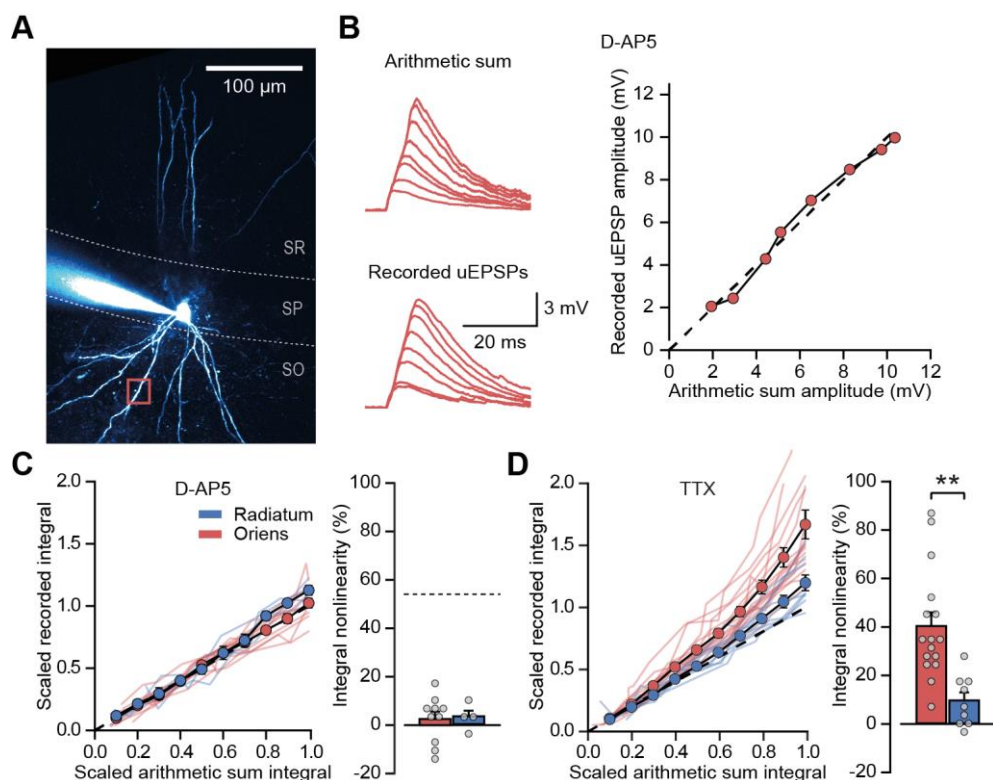 A
100 µm
SR
SP
SO
B
Arithmetic sum
Recorded uEPSPs
3 mV
20 ms
D-AP5
Recorded uEPSP amplitude (mV)
12
10
8
6
4
2
0
0 2 4 6 8 10 12
Arithmetic sum amplitude (mV)
C
D-AP5
Radiatum
Oriens
Scaled recorded integral
2.0
1.5
1.0
0.5
0.0
0.0 0.2 0.4 0.6 0.8 1.0
Scaled arithmetic sum integral
Integral nonlinearity (%)
100
80
60
40
20
0
-20
D
TTX
Scaled recorded integral
2.0
1.5
1.0
0.5
0.0
0.0 0.2 0.4 0.6 0.8 1.0
Scaled arithmetic sum integral
Integral nonlinearity (%)
**
100
80
60
40
20
0
-20